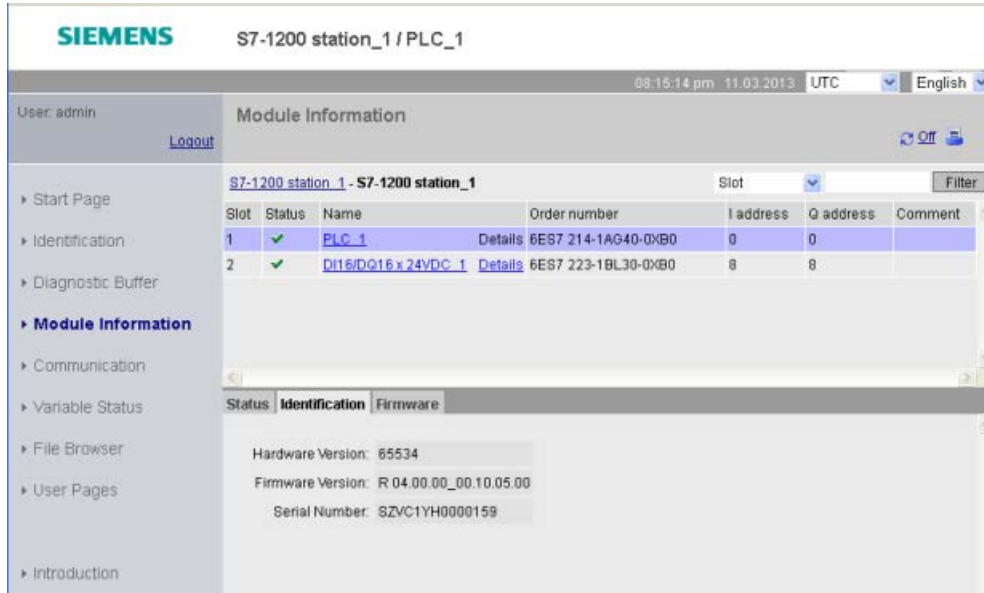 SIEMENS
S7-1200 station_1 / PLC_1
08:15:14 pm 11.03.2013 UTC English
User: admin
Logout
Module Information
Off
Start Page
Identification
Diagnostic Buffer
Module Information
Communication
Variable Status
File Browser
User Pages
Introduction
S7-1200 station_1 - S7-1200 station_1 Slot Filter
Slot Status Name Order number I address Q address Comment
1 PLC_1 Details 6ES7 214-1AG40-0XB0 0 0
2 DI16/DQ16 x 24VDC_1 Details 6ES7 223-1BL30-0XB0 8 8
Status Identification Firmware
Hardware Version: 65534
Firmware Version: R 04.00.00_00.10.05.00
Serial Number: SZVC1YH0000159